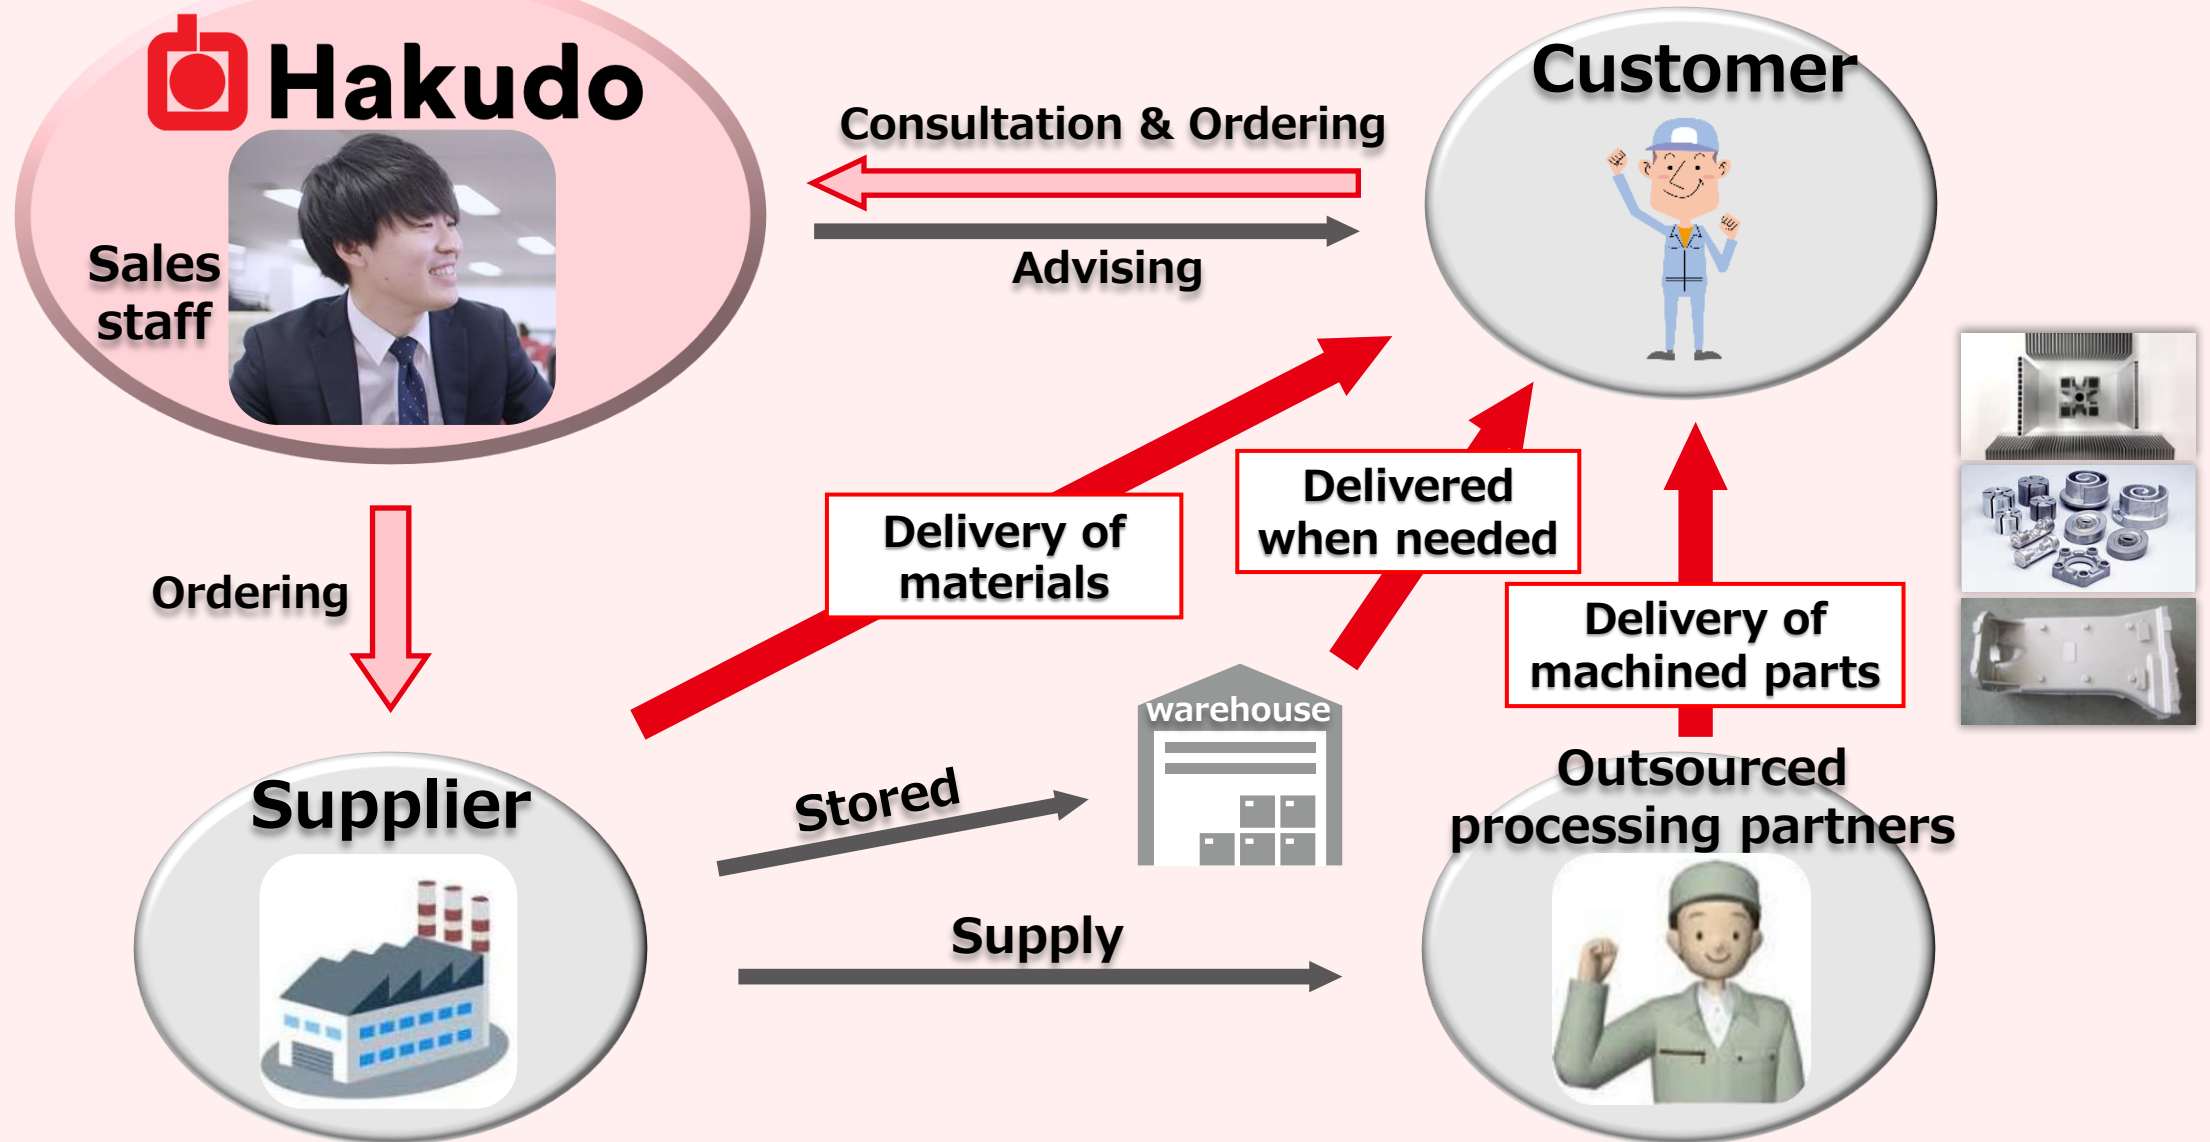 Hakudo
Sales
staff
Consultation & Ordering
Advising
Customer
Ordering
Delivery of
materials
Delivered
when needed
Delivery of
machined parts
Supplier
Stored
warehouse
Supply
Outsourced
processing partners